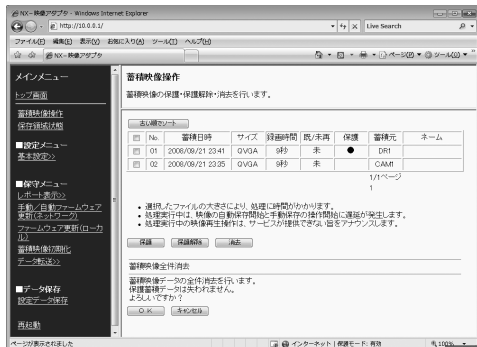 NX－映像アダプタ - Windows Internet Explorer
http://10.0.0.1/
Live Search
ファイル(F) 編集(E) 表示(V) お気に入り(A) ツール(T) ヘルプ(H)
NX－映像アダプタ
ページ(P) ツール(O)
メインメニュー
トップ画面
蓄積映像操作
保存領域状態
■設定メニュー
基本設定>>
■保守メニュー
レポート表示>>
手動／自動ファームウェア
更新(ネットワーク)
ファームウェア更新(ローカ
ル)
蓄積映像初期化
データ転送>>
■データ保存
設定データ保存
再起動
蓄積映像操作
蓄積映像の保護・保護解除・消去を行います。
古い順でソート
No. 蓄積日時 サイズ 録画時間 既/未再 保護 蓄積元 ネーム
01 2008/09/21 23:41 QVGA 9秒 未 ● DR1
02 2008/09/21 23:35 QVGA 9秒 未 CAM1
1/1ページ
1
• 選択したファイルの大きさにより、処理に時間がかかります。
• 処理実行中は、映像の自動保存開始と手動保存の操作開始に遅延が発生します。
• 処理実行中の映像再生操作は、サービスが提供できない旨をアナウンスします。
保護 保護解除 消去
蓄積映像全件消去
蓄積映像データの全件消去を行います。
保護蓄積データは失われません。
よろしいですか？
ＯＫ キャンセル
ページが表示されました
インターネット | 保護モード: 有効
100%